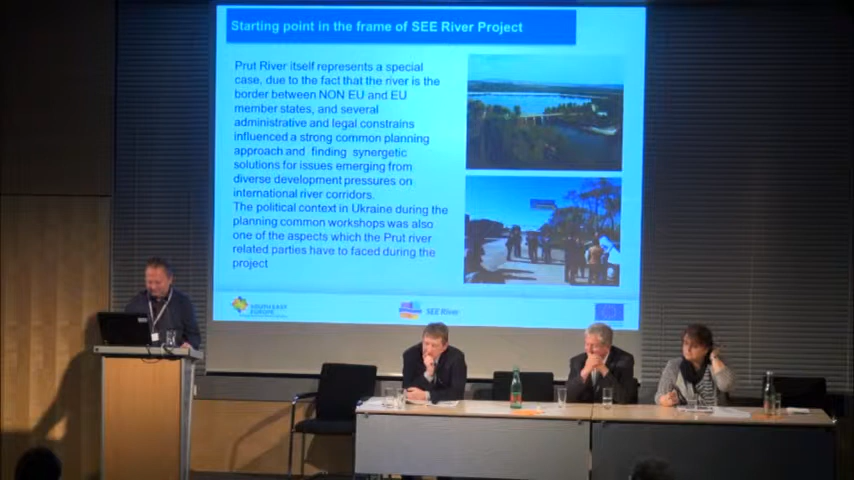 Starting point in the frame of SEE River Project
Prut River itself represents a special
case, due to the fact that the river is the
border between NON EU and EU
member states, and several
administrative and legal constrains
influenced a strong common planning
approach and finding synergetic
solutions for issues emerging from
diverse development pressures on
international river corridors.
The political context in Ukraine during the
planning common workshops was also
one of the aspects which the Prut river
related parties have to faced during the
project
SOUTH EAST
EUROPE
SEE River